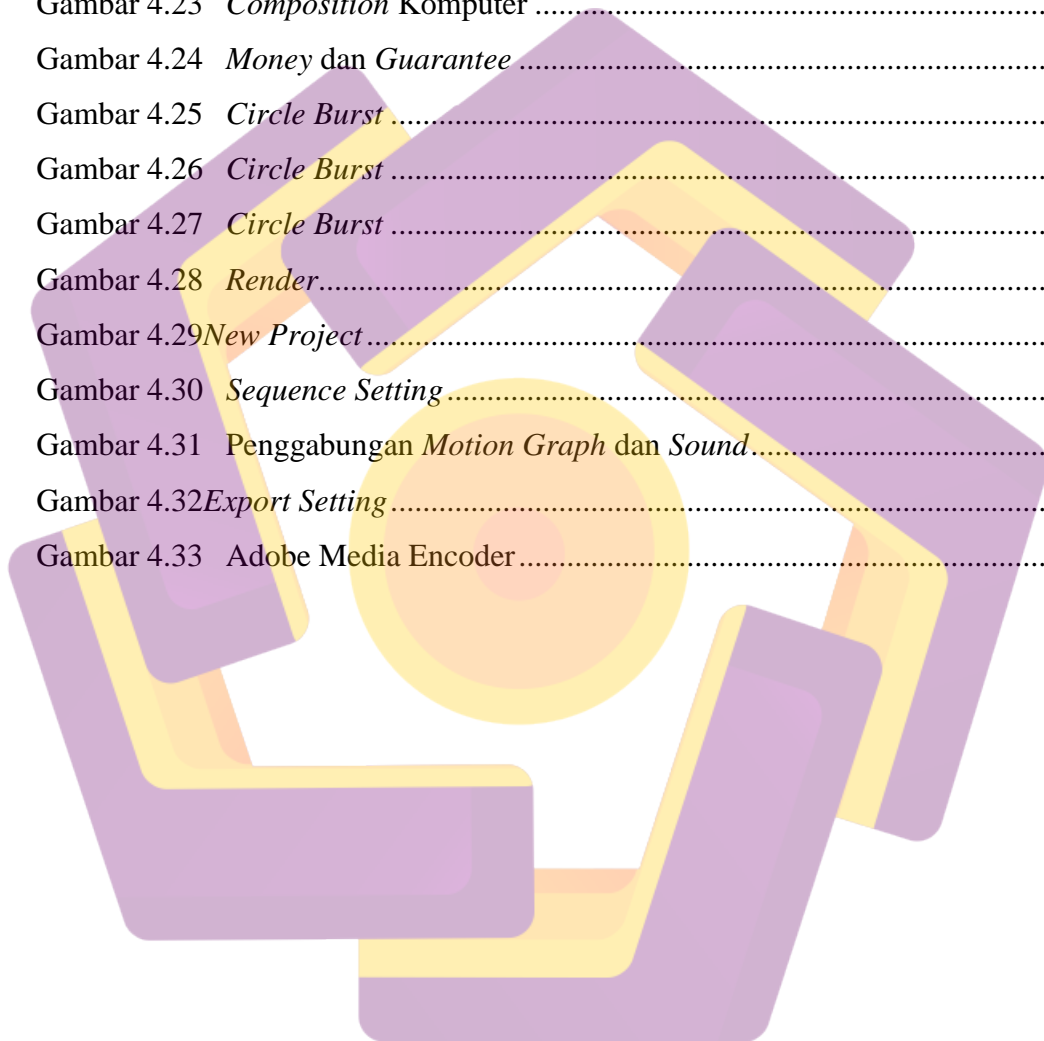 Gambar 4.23 Composition Komputer ..............................................................
Gambar 4.24 Money dan Guarantee ................................................................
Gambar 4.25 Circle Burst ..............................................................................
Gambar 4.26 Circle Burst ..............................................................................
Gambar 4.27 Circle Burst ..............................................................................
Gambar 4.28 Render........................................................................................
Gambar 4.29New Project .................................................................................
Gambar 4.30 Sequence Setting .......................................................................
Gambar 4.31 Penggabungan Motion Graph dan Sound..................................
Gambar 4.32Export Setting ..............................................................................
Gambar 4.33 Adobe Media Encoder ................................................................